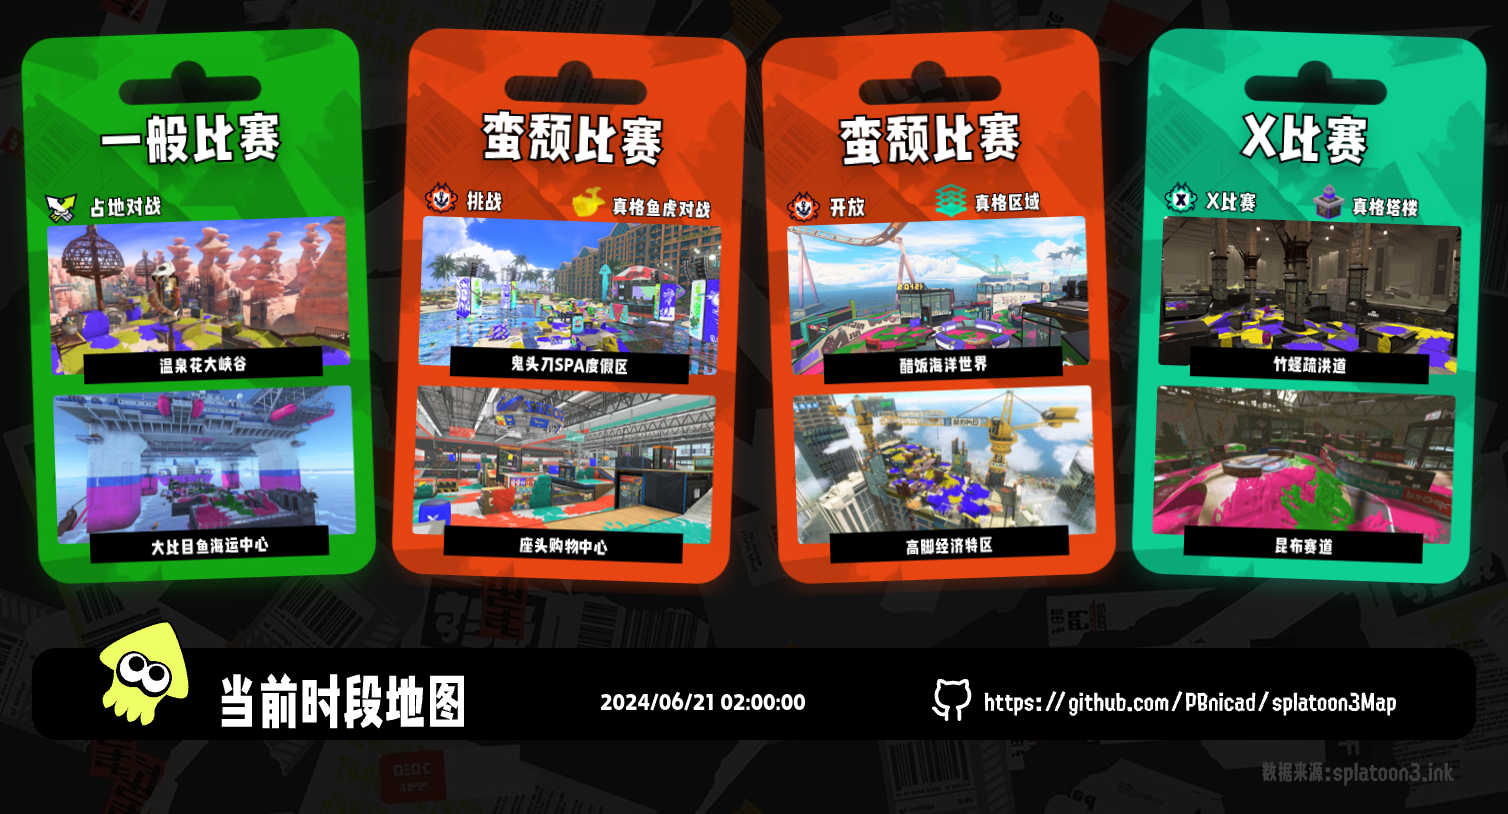 一般比赛
占地对战
温泉花大峡谷
大比目鱼海运中心
蛮颓比赛
挑战
真格鱼虎对战
鬼头刀SPA度假区
座头购物中心
蛮颓比赛
开放
真格区域
醋饭海洋世界
高脚经济特区
X比赛
X比赛
真格塔楼
竹蛏疏洪道
昆布赛道
当前时段地图
2024/06/21 02:00:00
https://github.com/PBnicad/splatoon3Map
数据来源:splatoon3.ink